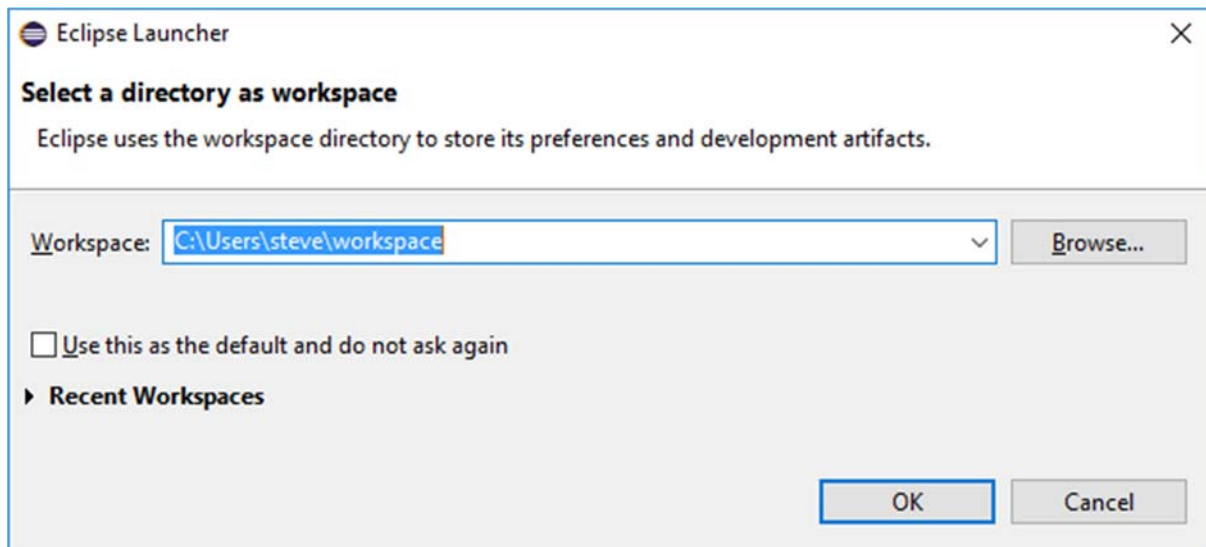 Eclipse Launcher
Select a directory as workspace
Eclipse uses the workspace directory to store its preferences and development artifacts.
Workspace: C:\Users\steve\workspace Browse...
Use this as the default and do not ask again
Recent Workspaces
OK Cancel